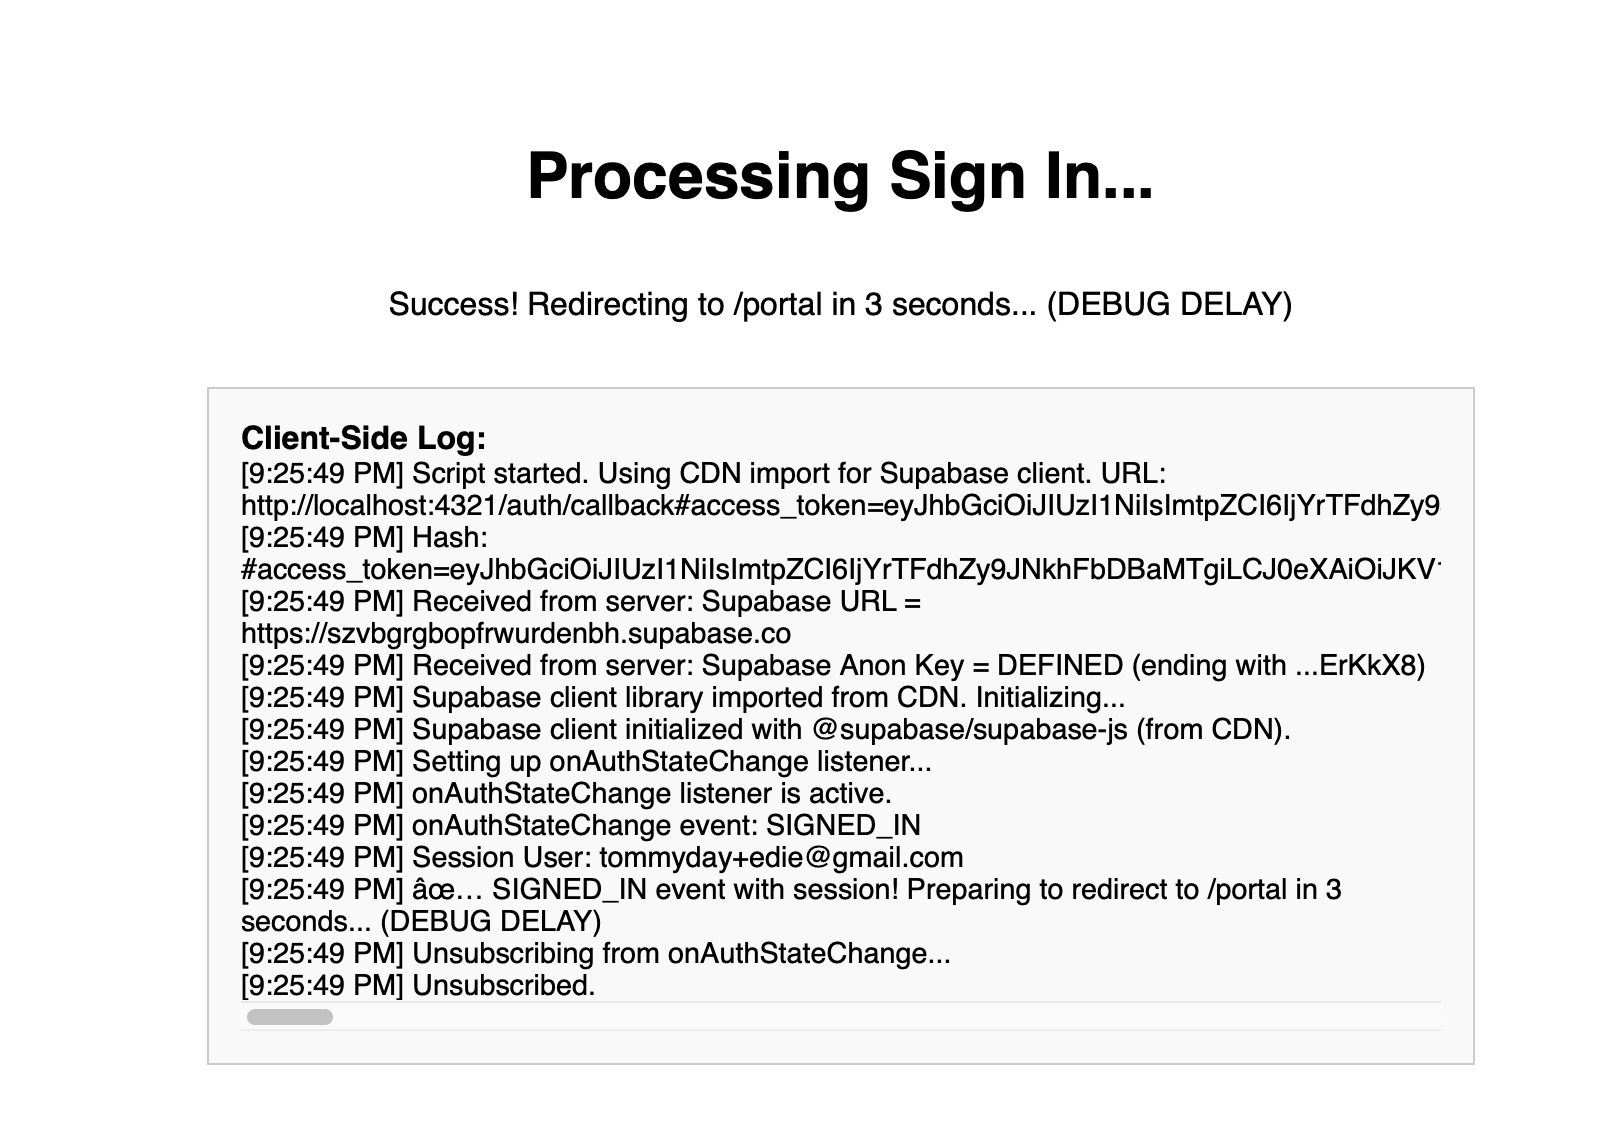 Processing Sign In...
Success! Redirecting to /portal in 3 seconds... (DEBUG DELAY)
Client-Side Log:
[9:25:49 PM] Script started. Using CDN import for Supabase client. URL:
http://localhost:4321/auth/callback#access_token=eyJhbGciOiJIUzI1NiIsImtpZCI6IjYrTFdhZy9
[9:25:49 PM] Hash:
#access_token=eyJhbGciOiJIUzI1NiIsImtpZCI6IjYrTFdhZy9JNkhFbDBaMTgiLCJ0eXAiOiJKV
[9:25:49 PM] Received from server: Supabase URL =
https://szvbgrgbopfrwurdenbh.supabase.co
[9:25:49 PM] Received from server: Supabase Anon Key = DEFINED (ending with ...ErKkX8)
[9:25:49 PM] Supabase client library imported from CDN. Initializing...
[9:25:49 PM] Supabase client initialized with @supabase/supabase-js (from CDN).
[9:25:49 PM] Setting up onAuthStateChange listener...
[9:25:49 PM] onAuthStateChange listener is active.
[9:25:49 PM] onAuthStateChange event: SIGNED_IN
[9:25:49 PM] Session User: tommyday+edie@gmail.com
[9:25:49 PM] âœ… SIGNED_IN event with session! Preparing to redirect to /portal in 3
seconds... (DEBUG DELAY)
[9:25:49 PM] Unsubscribing from onAuthStateChange...
[9:25:49 PM] Unsubscribed.